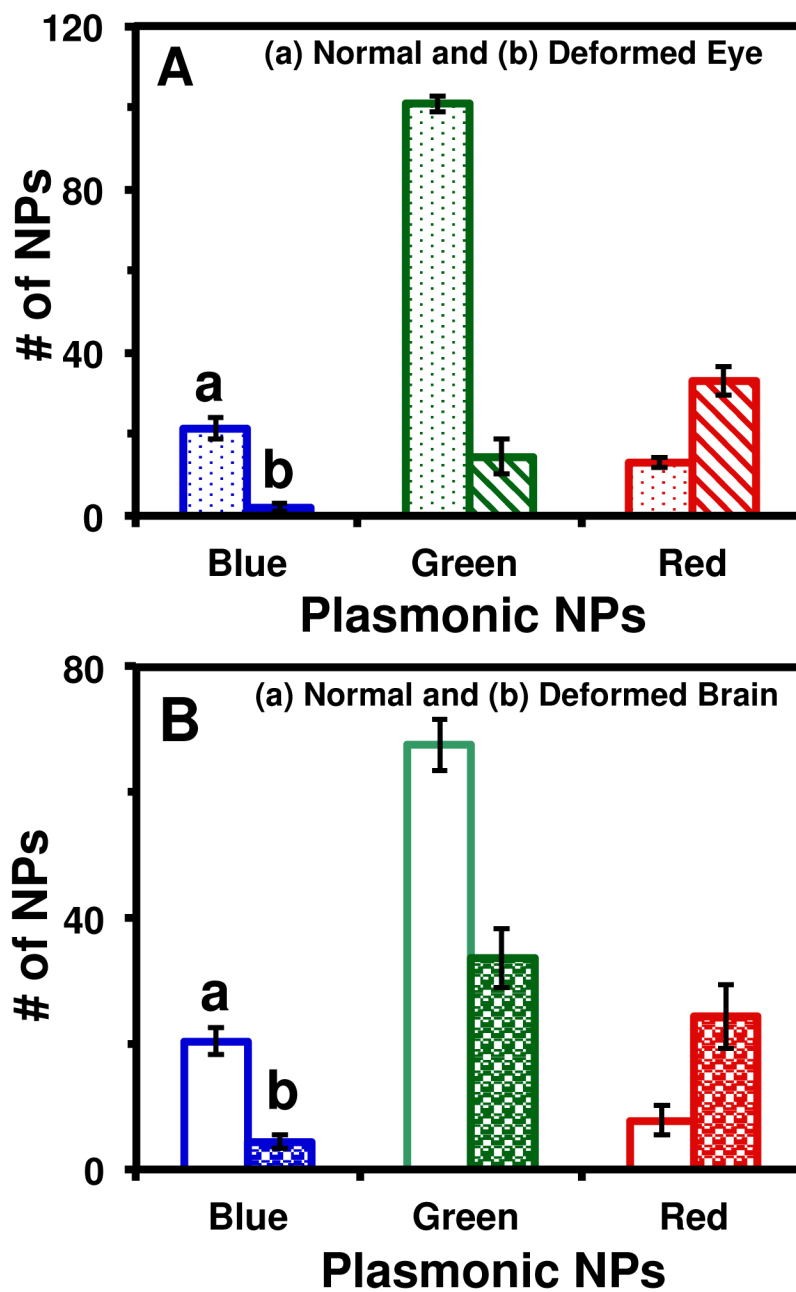 120
A
(a) Normal and (b) Deformed Eye
# of NPs
80
40
a
b
0
Blue
Green
Red
Plasmonic NPs
80
B
(a) Normal and (b) Deformed Brain
# of NPs
40
a
b
0
Blue
Green
Red
Plasmonic NPs